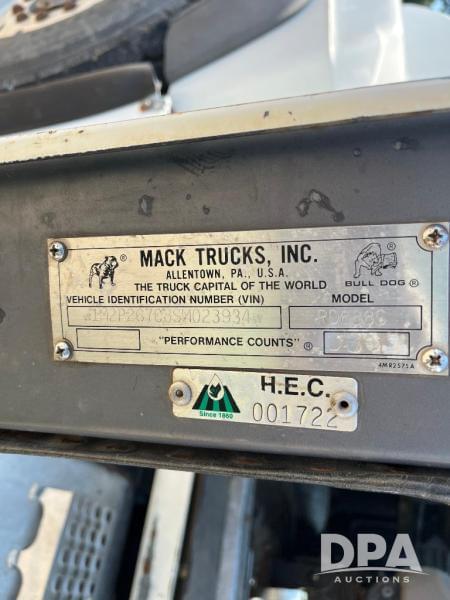 MACK TRUCKS, INC.
ALLENTOWN, PA., U.S.A.
THE TRUCK CAPITAL OF THE WORLD
BULL DOG ®
VEHICLE IDENTIFICATION NUMBER (VIN) MODEL
"PERFORMANCE COUNTS"®
4MR2575A
H.E.C.
Since 1860
001722
DPA
AUCTIONS